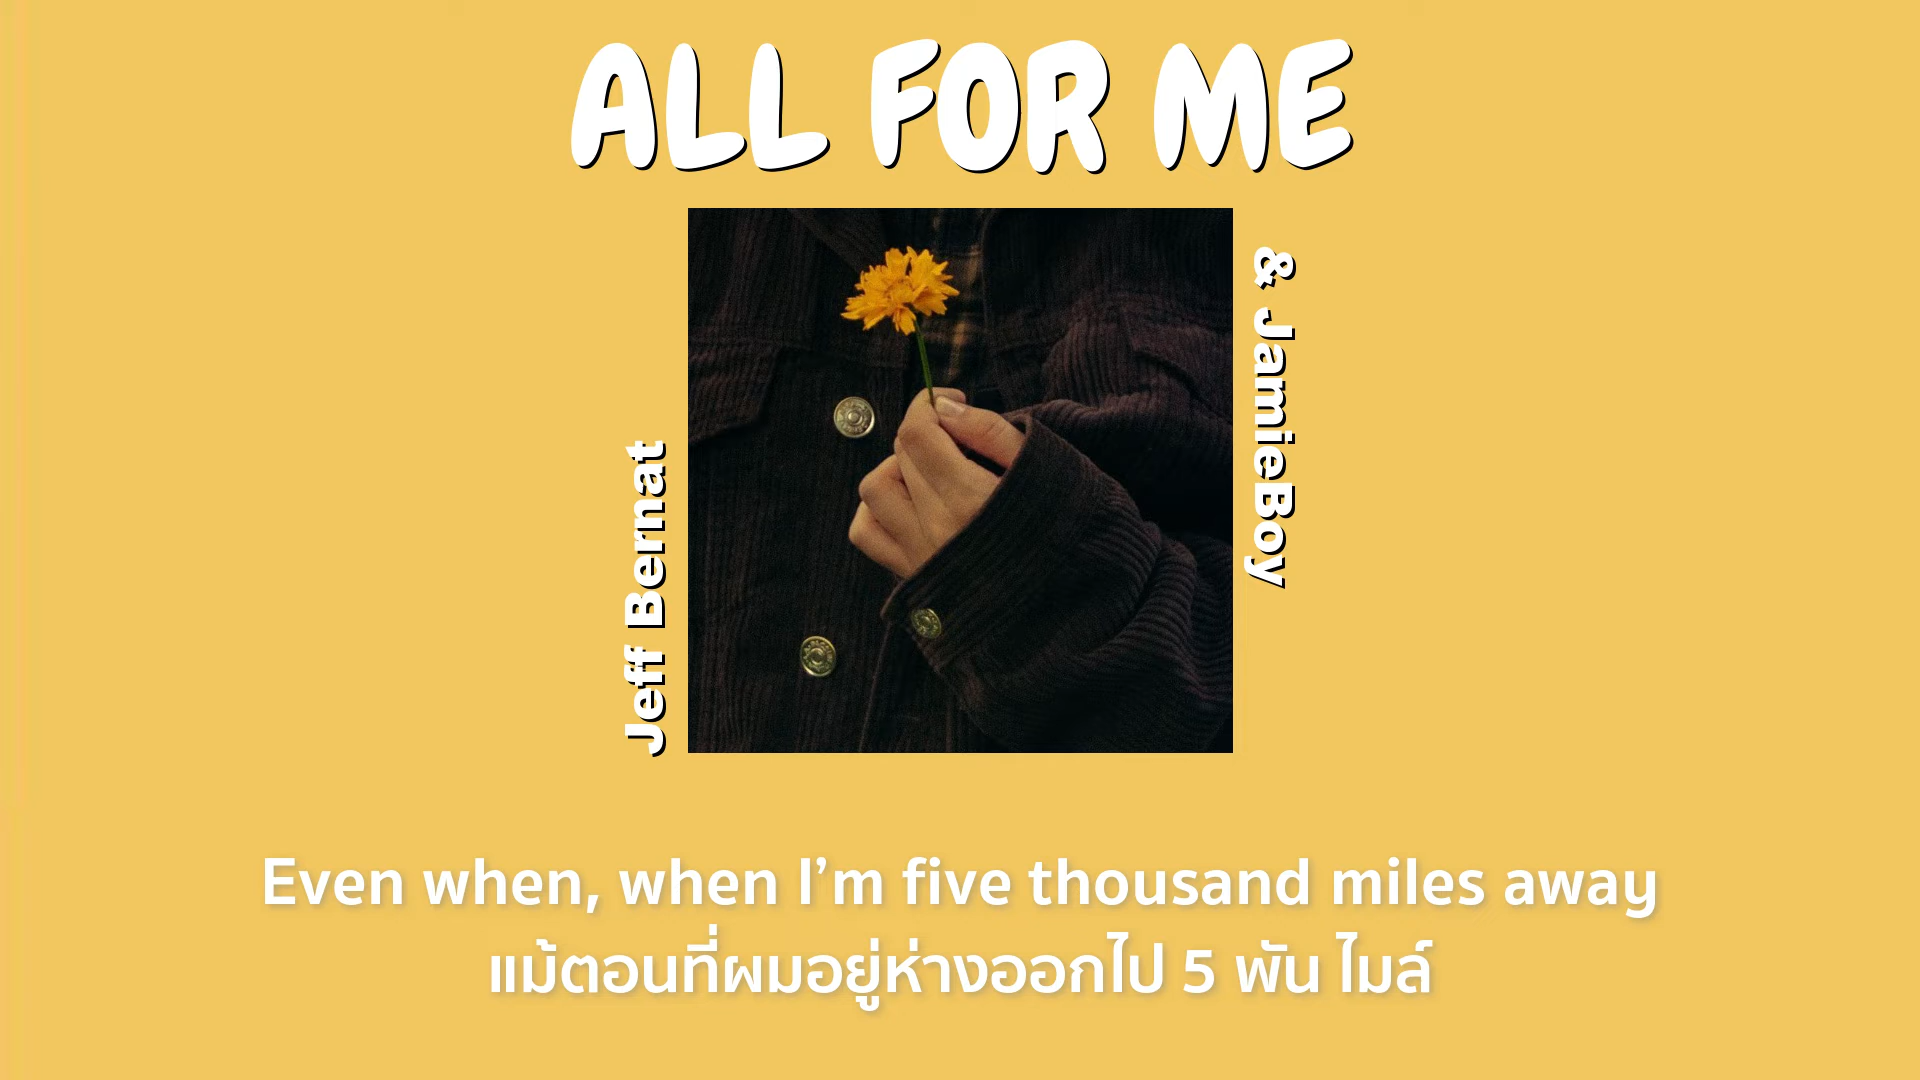 ALL FOR ME
Jeff Bernat
& JamieBoy
Even when, when I’m five thousand miles away
แม้ตอนที่ผมอยู่ห่างออกไป 5 พัน ไมล์